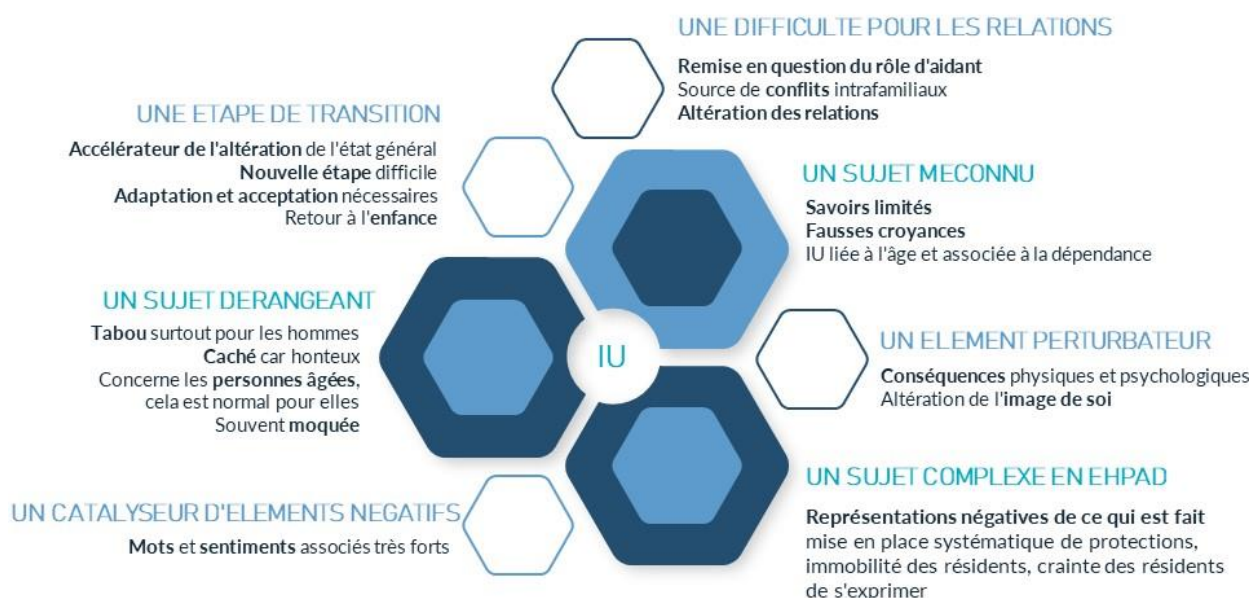 UNE DIFFICULTE POUR LES RELATIONS
Remise en question du rôle d'aidant
Source de conflits intrafamiliaux
Altération des relations
UNE ETAPE DE TRANSITION
Accélérateur de l'altération de l'état général
Nouvelle étape difficile
Adaptation et acceptation nécessaires
Retour à l'enfance
UN SUJET MECONNU
Savoirs limités
Fausses croyances
IU liée à l'âge et associée à la dépendance
UN SUJET DERANGEANT
Tabou surtout pour les hommes
Caché car honteux
Concerne les personnes âgées,
cela est normal pour elles
Souvent moquée
IU
UN ELEMENT PERTURBATEUR
Conséquences physiques et psychologiques
Altération de l'image de soi
UN SUJET COMPLEXE EN EHPAD
Représentations négatives de ce qui est fait
mise en place systématique de protections,
immobilité des résidents, crainte des résidents
de s'exprimer
UN CATALYSEUR D'ELEMENTS NEGATIFS
Mots et sentiments associés très forts